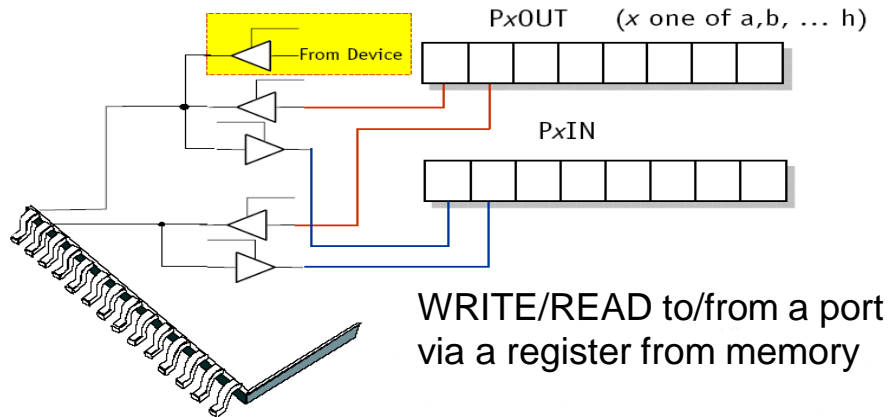 PxOUT (x one of a,b, ... h)
From Device
PxIN
WRITE/READ to/from a port
via a register from memory